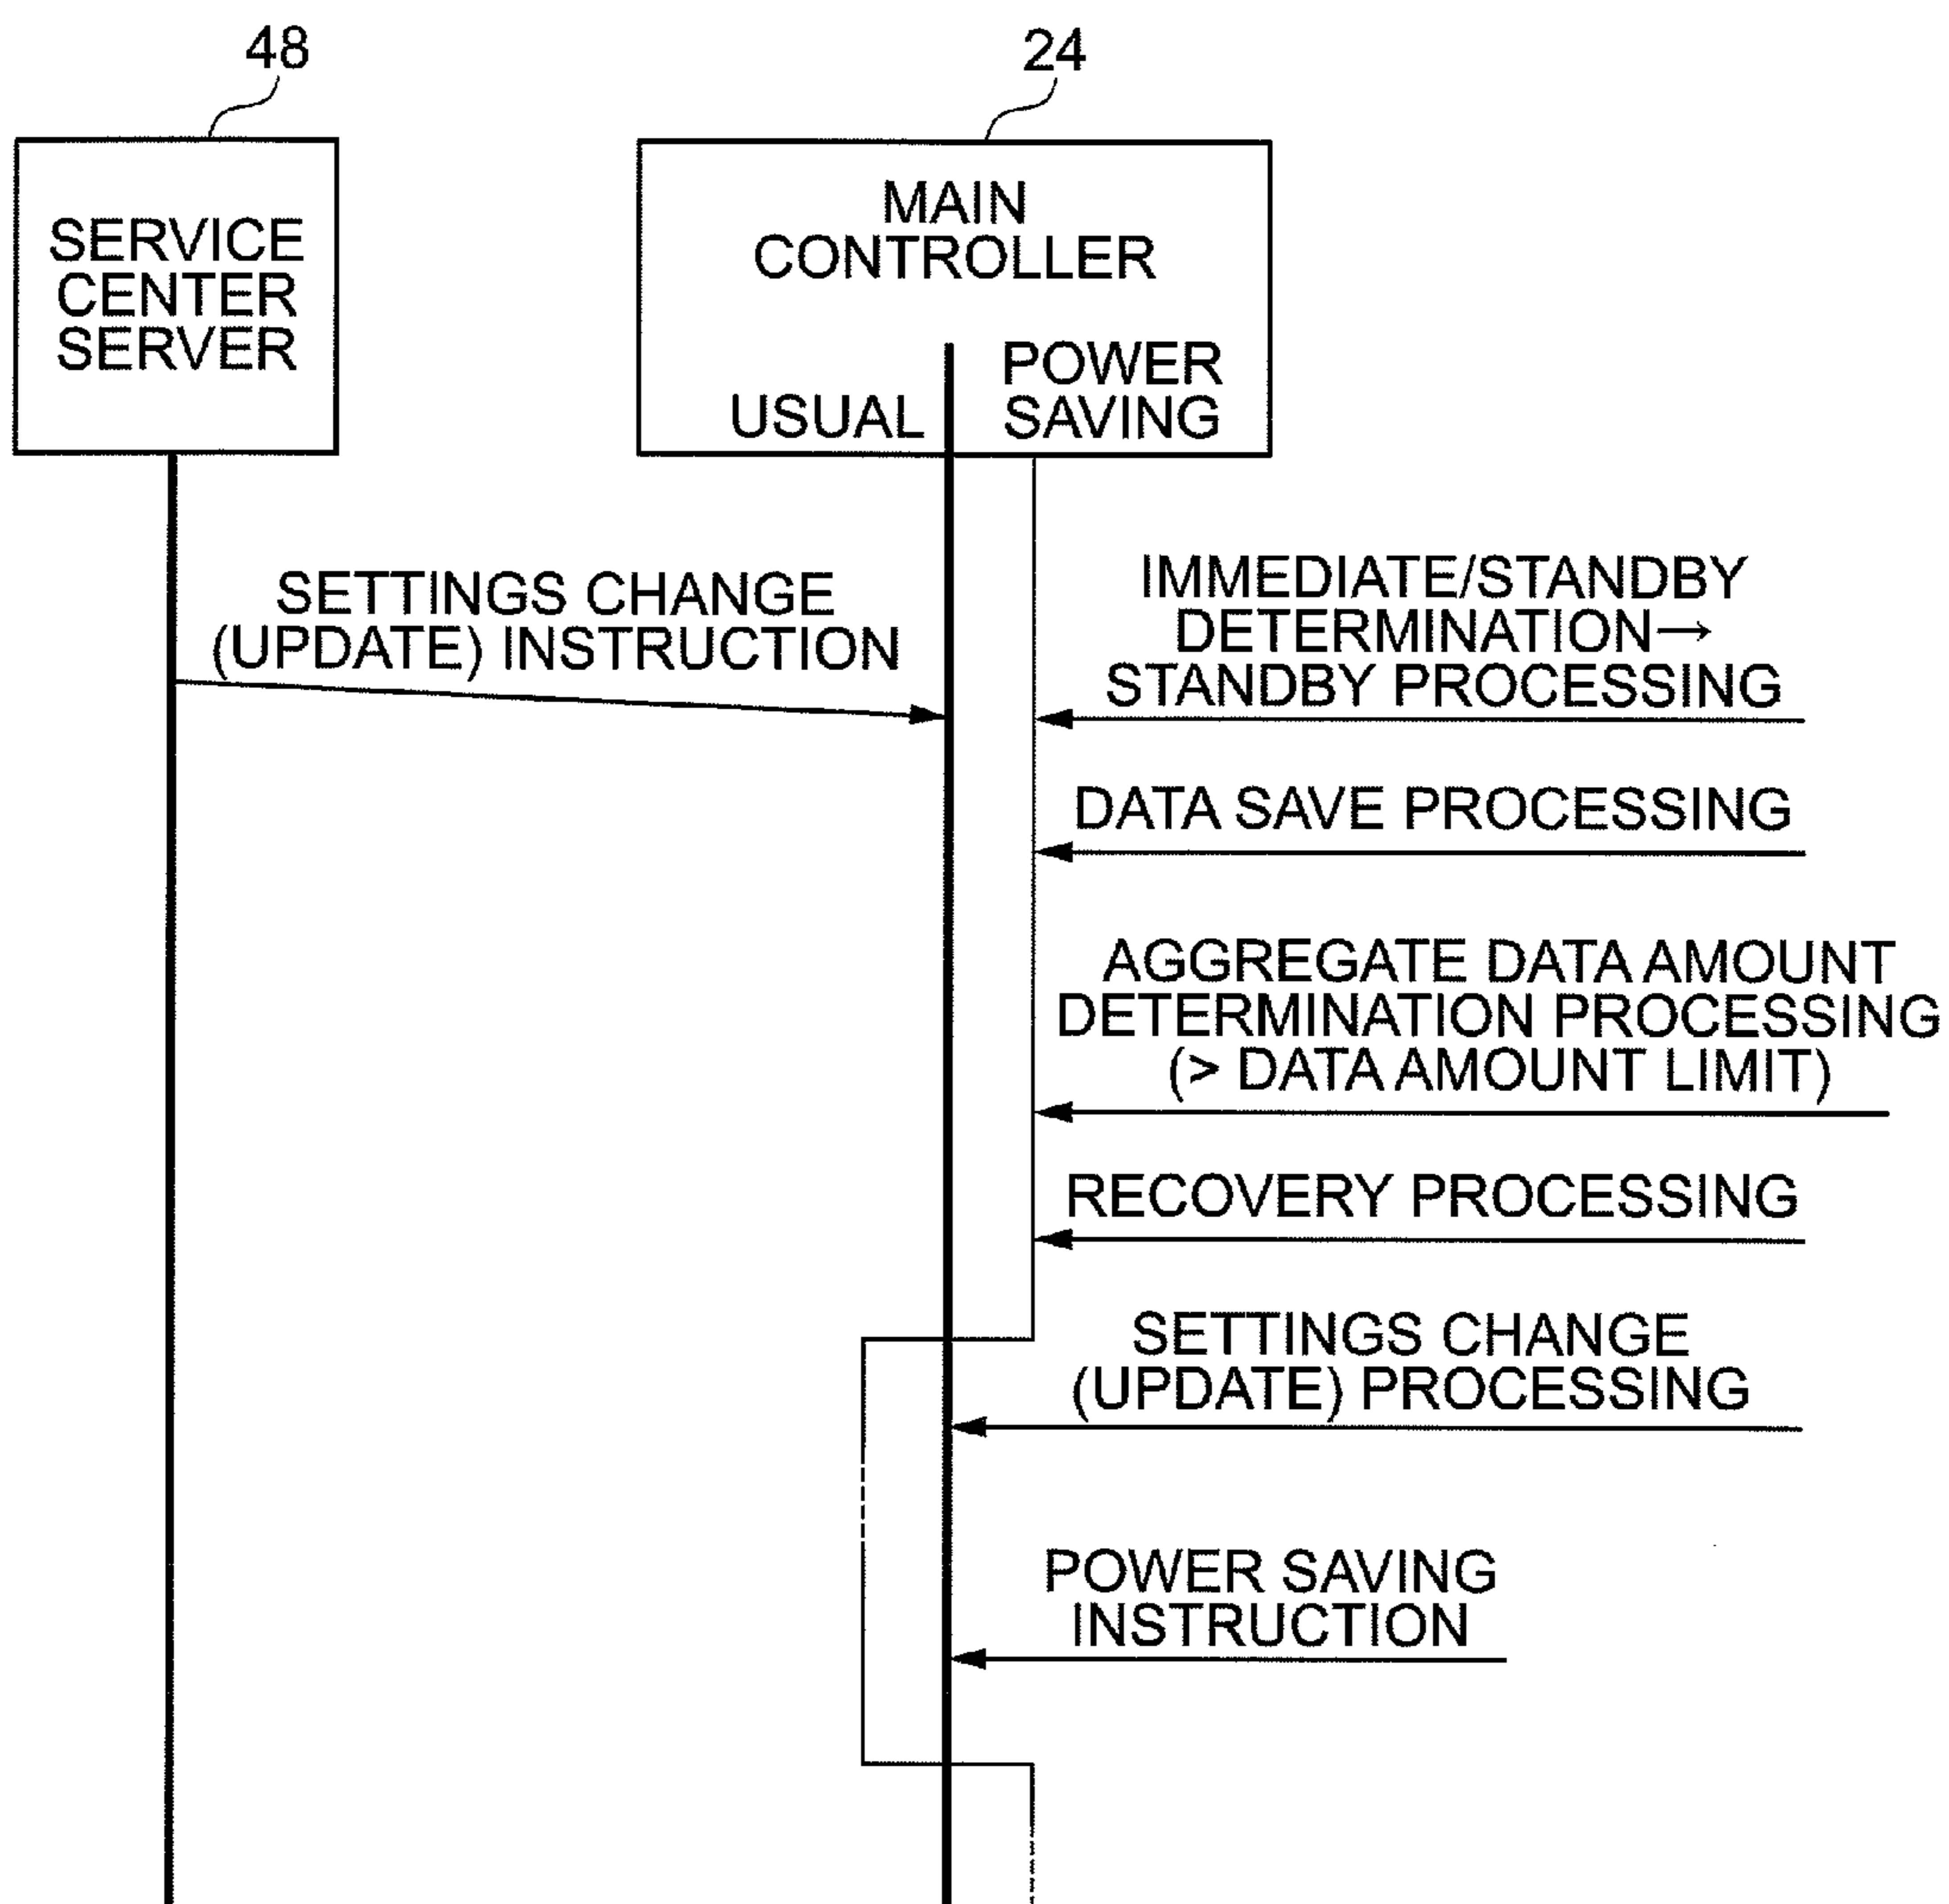 48
24
SERVICE
CENTER
SERVER
MAIN
CONTROLLER
USUAL
POWER
SAVING
SETTINGS CHANGE
(UPDATE) INSTRUCTION
IMMEDIATE/STANDBY
DETERMINATION→
STANDBY PROCESSING
DATA SAVE PROCESSING
AGGREGATE DATA AMOUNT
DETERMINATION PROCESSING
(> DATA AMOUNT LIMIT)
RECOVERY PROCESSING
SETTINGS CHANGE
(UPDATE) PROCESSING
POWER SAVING
INSTRUCTION